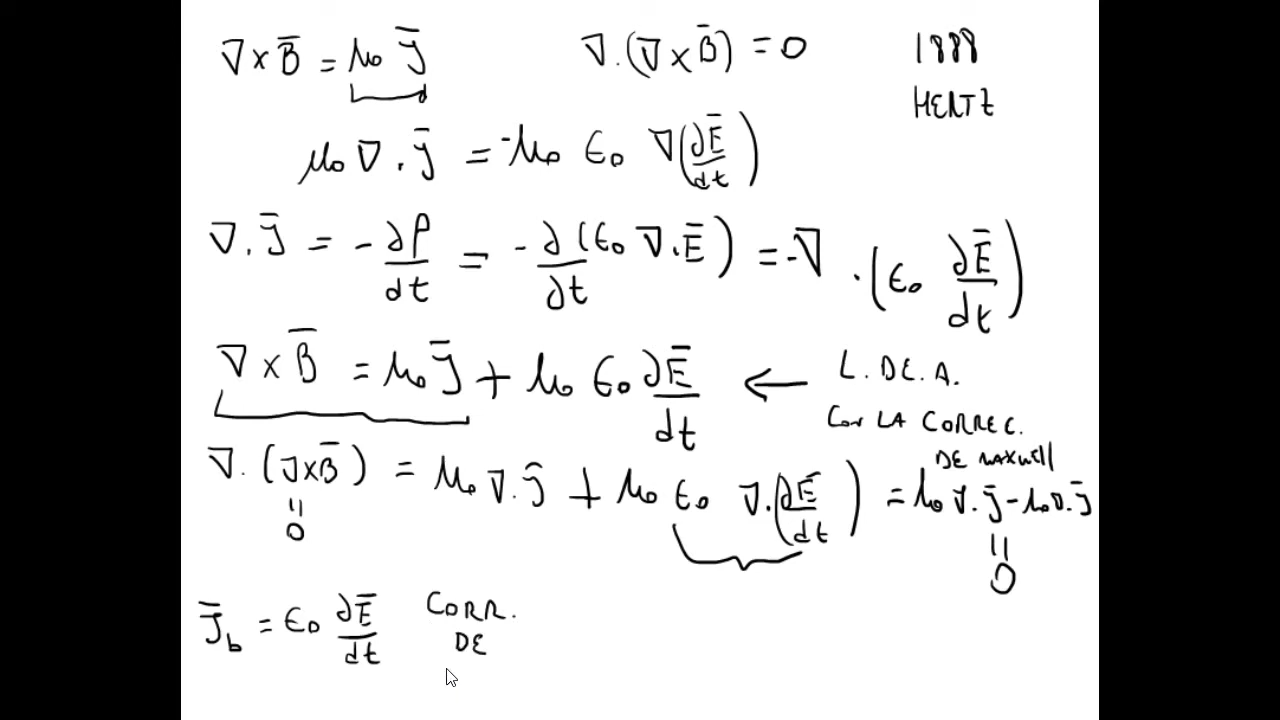 ∇ × B̄ = μ₀ J̄
∇ . (∇ × B̄) = 0
1888
HERTZ
μ₀ ∇ . J̄ = -μ₀ ϵ₀ ∇(∂Ē/dt)
∇ . J̄ = -∂ρ/dt = -∂/∂t (ϵ₀ ∇ . Ē) = -∇ . (ϵ₀ ∂Ē/dt)
∇ × B̄ = μ₀ J̄ + μ₀ ϵ₀ ∂Ē/dt ←
L. DE. A.
CON LA CORREC.
DE MAXWELL
∇ . (∇×B̄) = μ₀ ∇ . J̄ + μ₀ ϵ₀ ∇ . (∂Ē/dt) = μ₀ ∇ . J̄ - μ₀ ∇ . J̄
=
0
=
0
J̄_b = ϵ₀ ∂Ē/dt
CORR.
DE